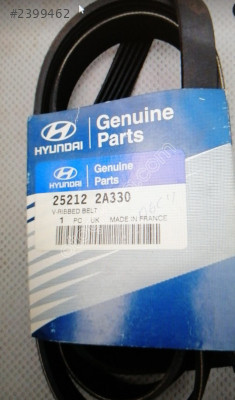 #2399462
Genuine
Parts
HYUNDAI
Genuine
Parts
HYUNDAI
25212 2A330
V-RIBBED BELT
1 PC UK MADE IN FRANCE